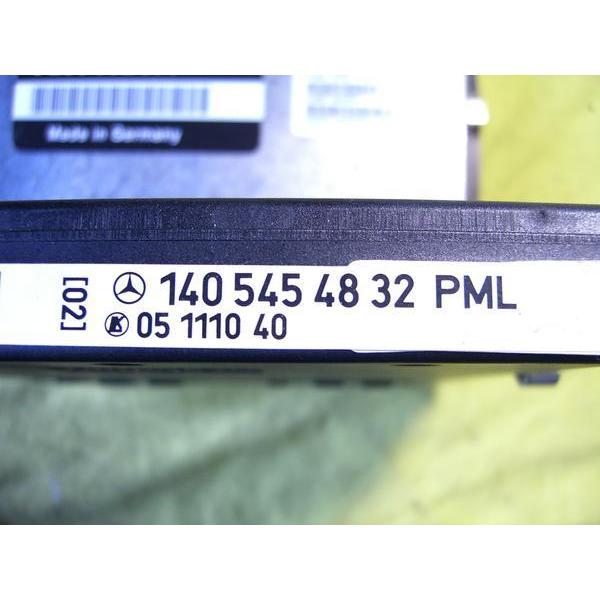 Made in Germany
[02]
140 545 48 32 PML
05 1110 40